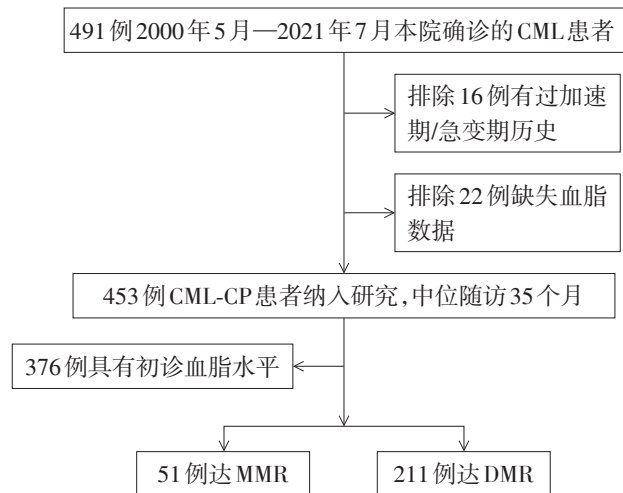 491例2000年5月—2021年7月本院确诊的CML患者
排除16例有过加速
期/急变期历史
排除22例缺失血脂
数据
453例CML-CP患者纳入研究,中位随访35个月
376例具有初诊血脂水平
51例达MMR
211例达DMR